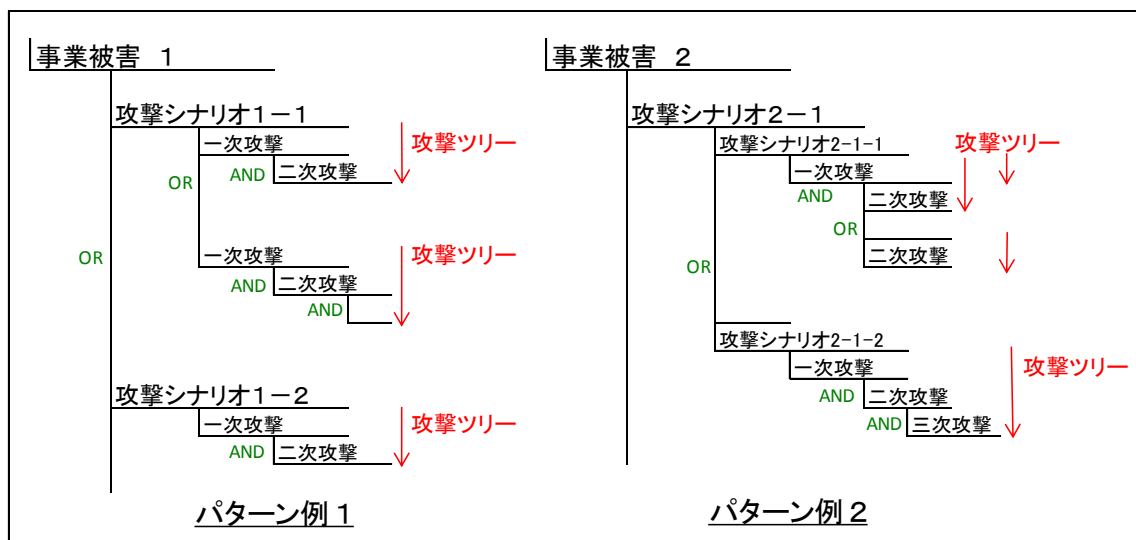 事業被害 1
攻撃シナリオ1-1
一次攻撃
AND
二次攻撃
攻撃ツリー
OR
一次攻撃
AND
二次攻撃
AND
攻撃ツリー
OR
攻撃シナリオ1-2
一次攻撃
AND
二次攻撃
攻撃ツリー
パターン例1
事業被害 2
攻撃シナリオ2-1
攻撃シナリオ2-1-1
攻撃ツリー
一次攻撃
AND
二次攻撃
OR
二次攻撃
OR
攻撃シナリオ2-1-2
一次攻撃
攻撃ツリー
AND
二次攻撃
AND
三次攻撃
パターン例2